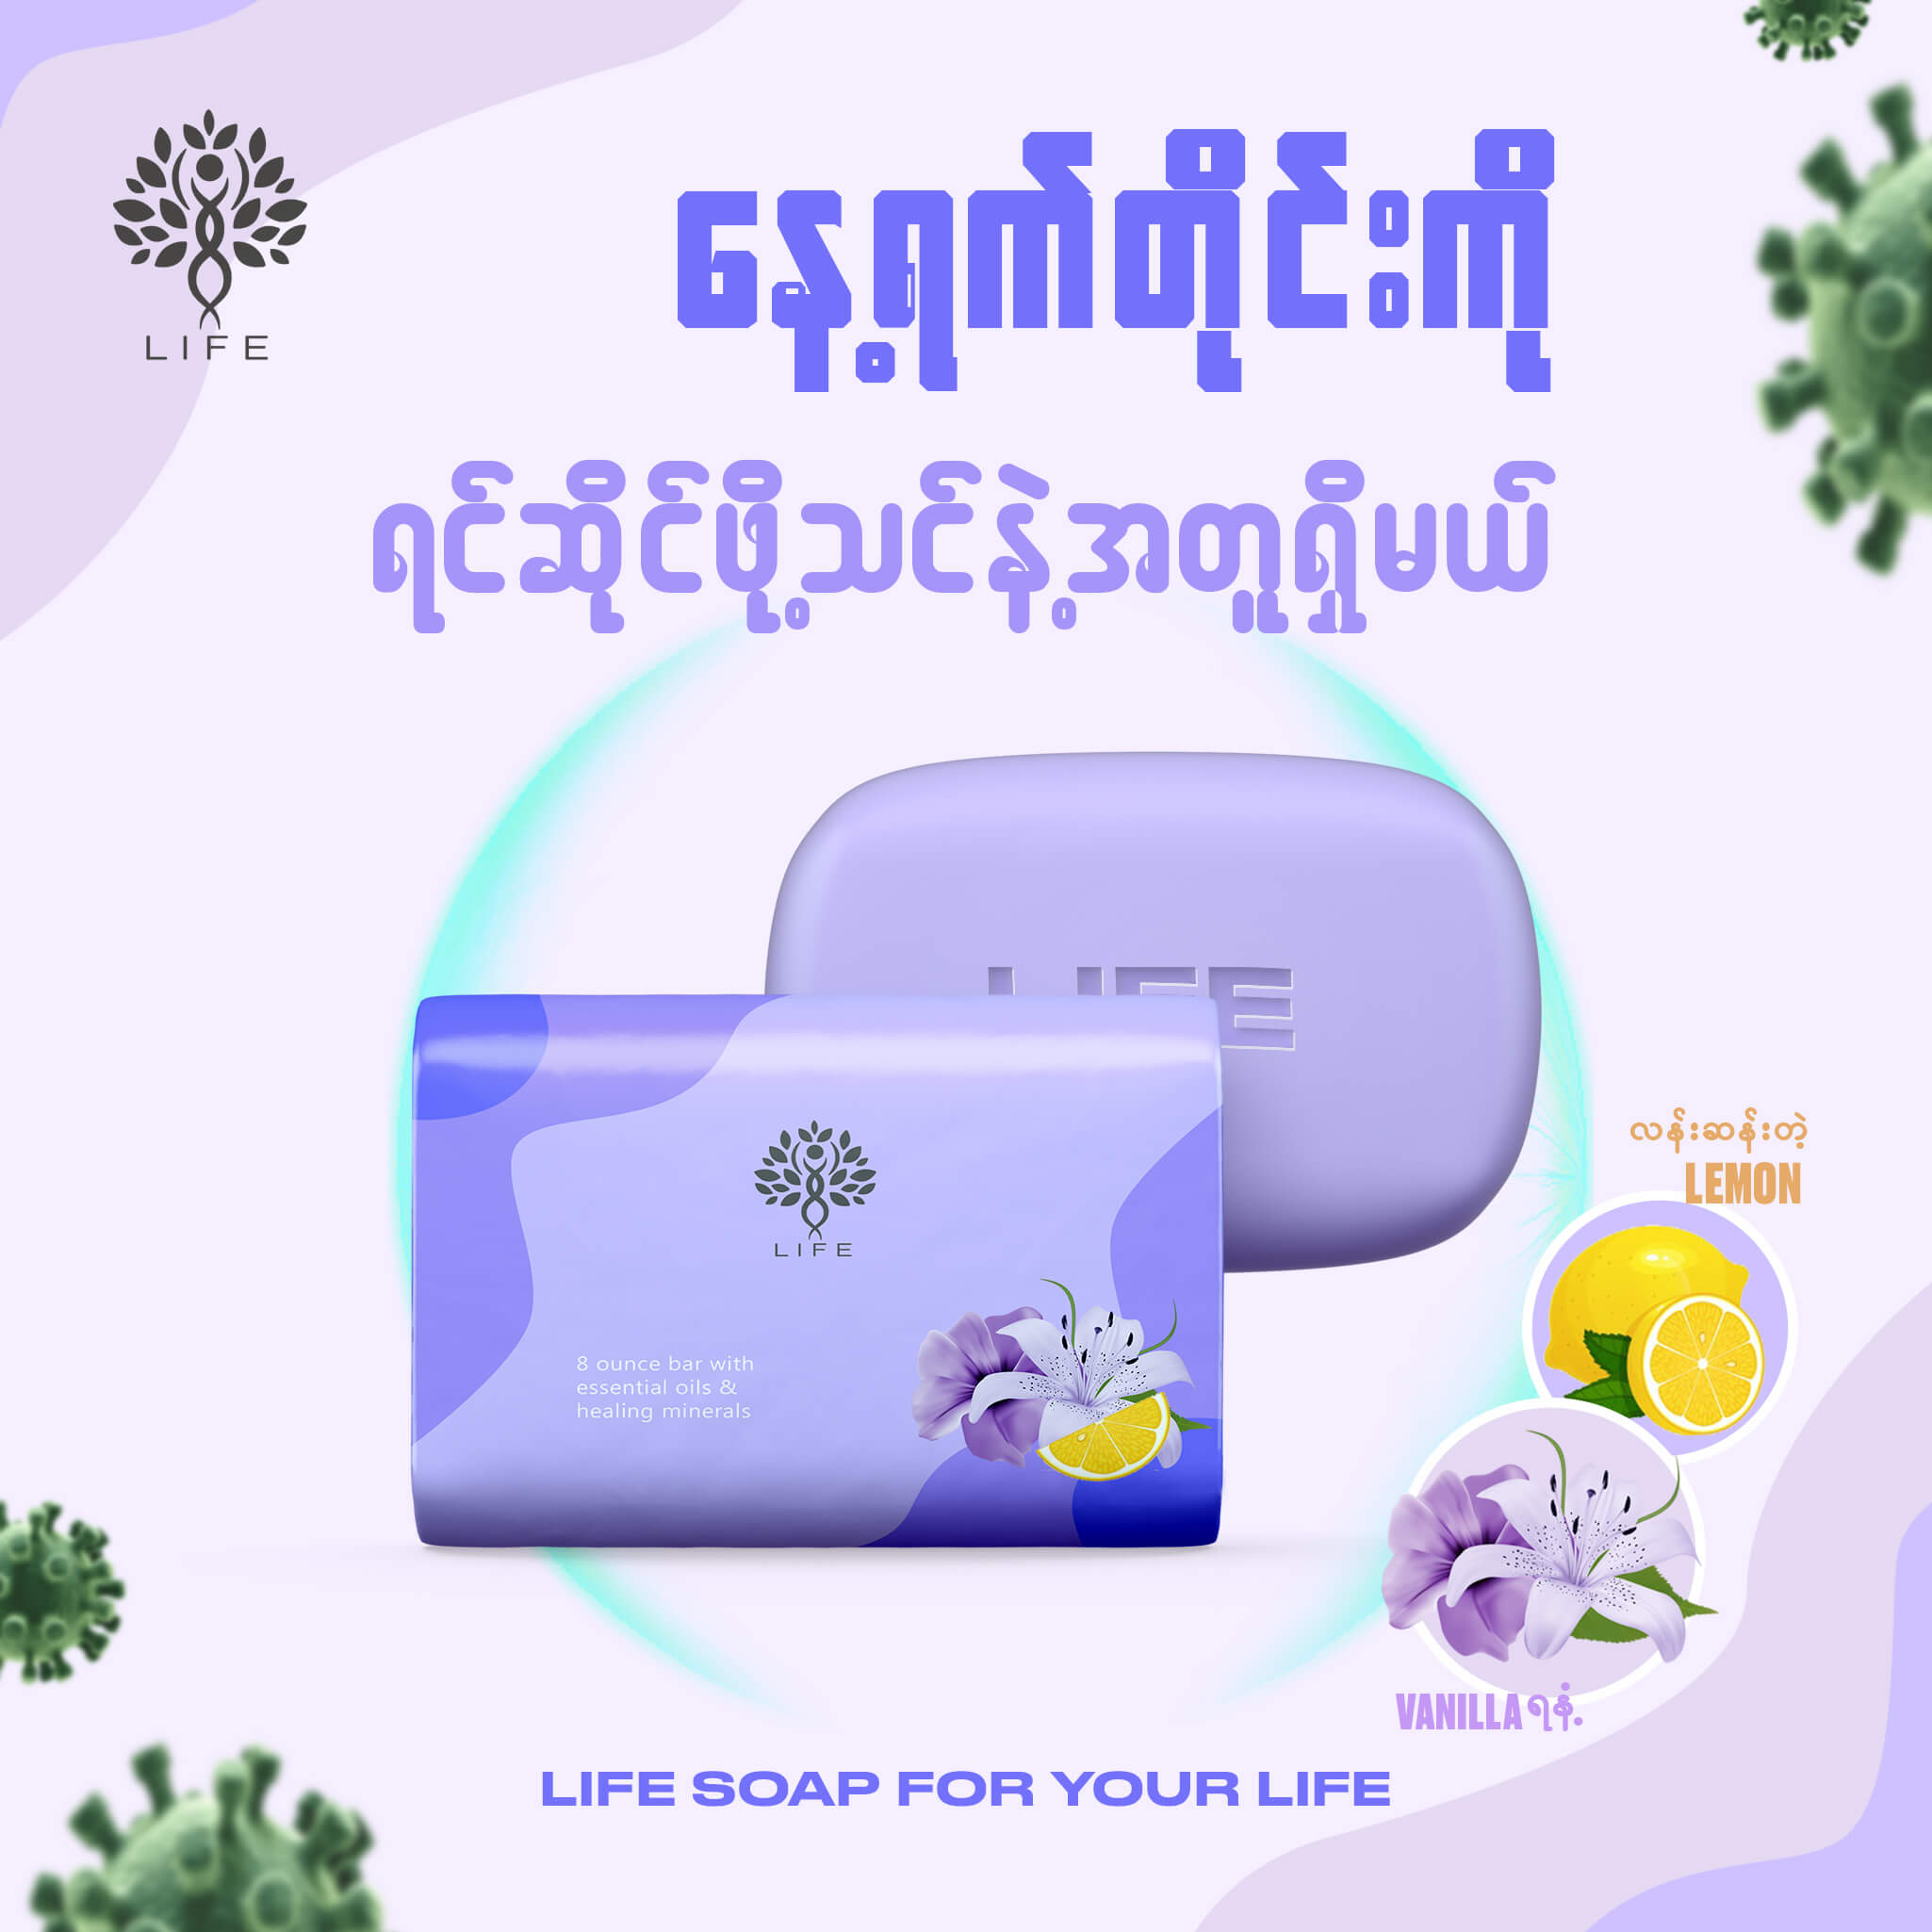 LIFE
နေ့ရက်တိုင်းကို
ရင်ဆိုင်ဖို့သင်နဲ့အတူရှိမယ်
LIFE
LIFE
8 ounce bar with
essential oils &
healing minerals
လန်းဆန်းတဲ့
LEMON
VANILLA ရနံ့
LIFE SOAP FOR YOUR LIFE